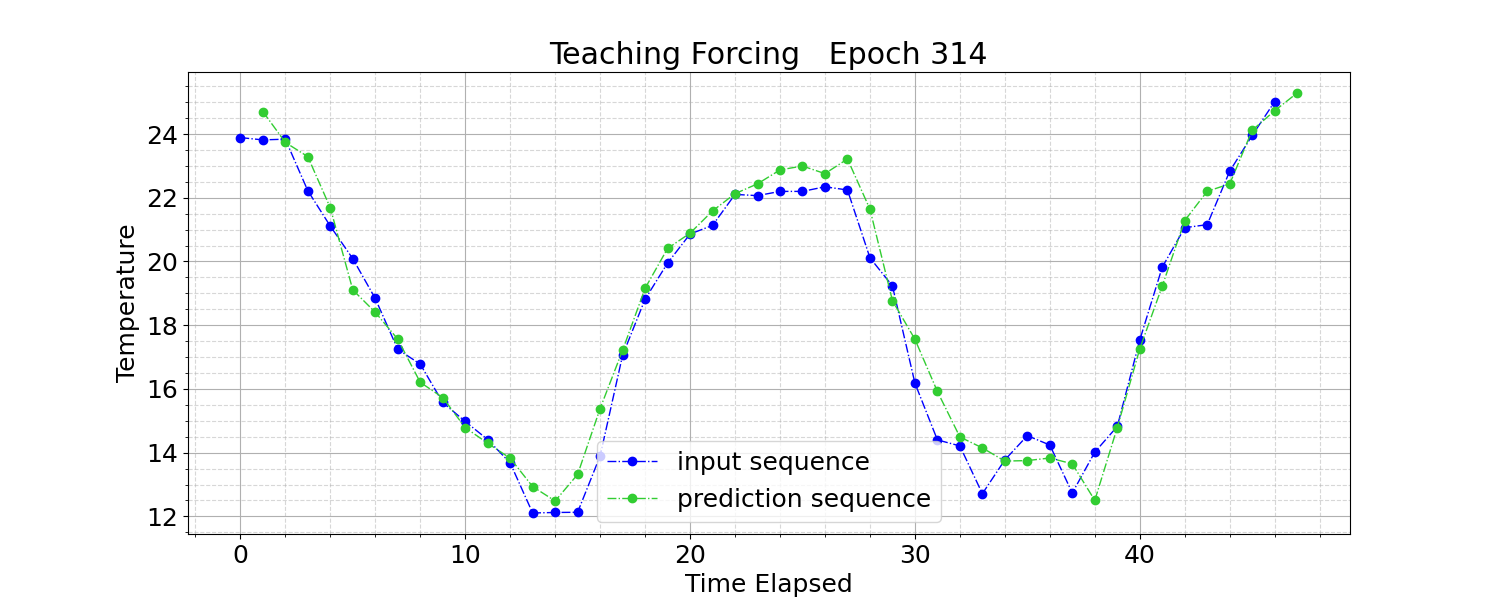 Teaching Forcing   Epoch 314
Temperature
24
22
20
18
16
14
12
input sequence
prediction sequence
0 10 20 30 40
Time Elapsed